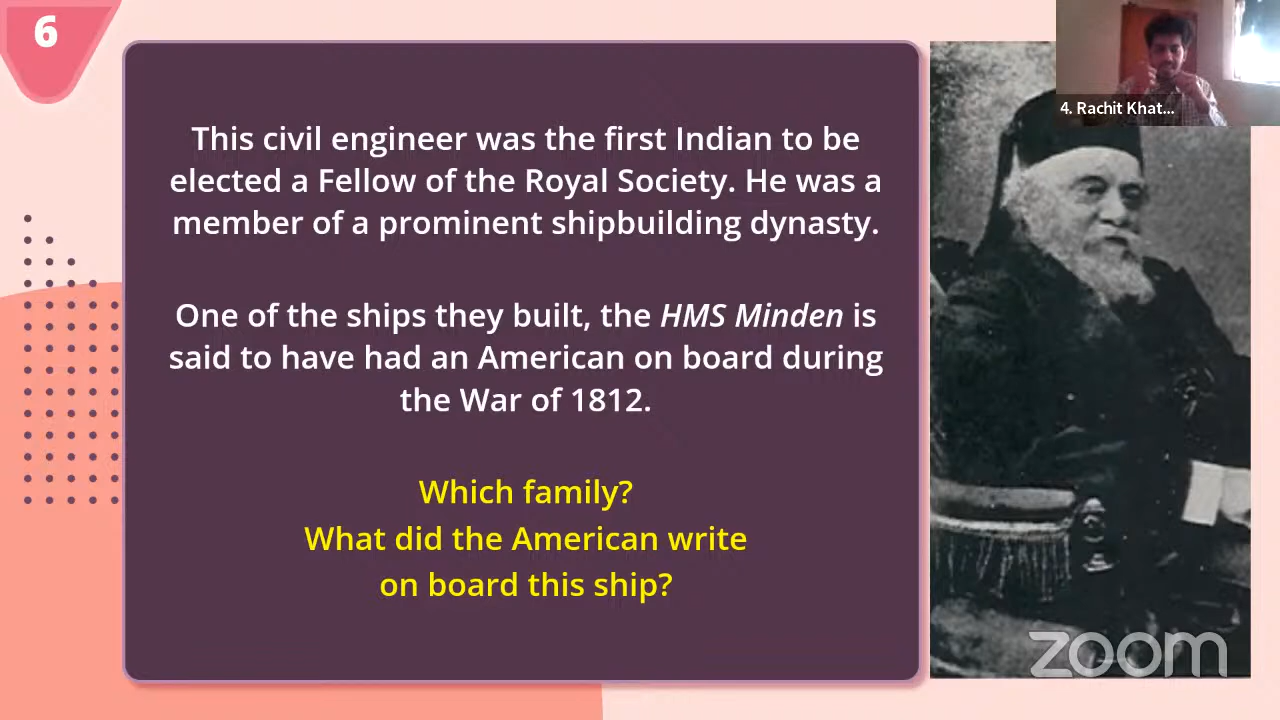 6
4. Rachit Khat...
This civil engineer was the first Indian to be
elected a Fellow of the Royal Society. He was a
member of a prominent shipbuilding dynasty.
One of the ships they built, the HMS Minden is
said to have had an American on board during
the War of 1812.
Which family?
What did the American write
on board this ship?
zoom